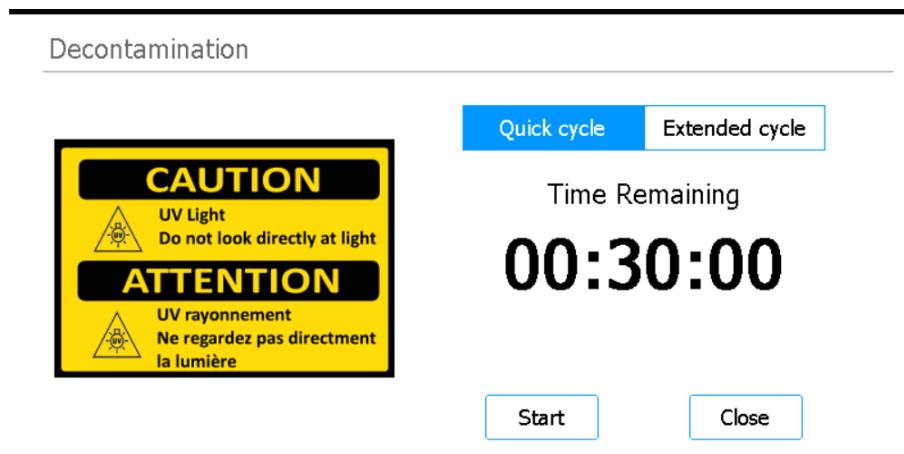 Decontamination
CAUTION
UV Light
Do not look directly at light
ATTENTION
UV rayonnement
Ne regardez pas directment
la lumière
Quick cycle
Extended cycle
Time Remaining
00:30:00
Start
Close